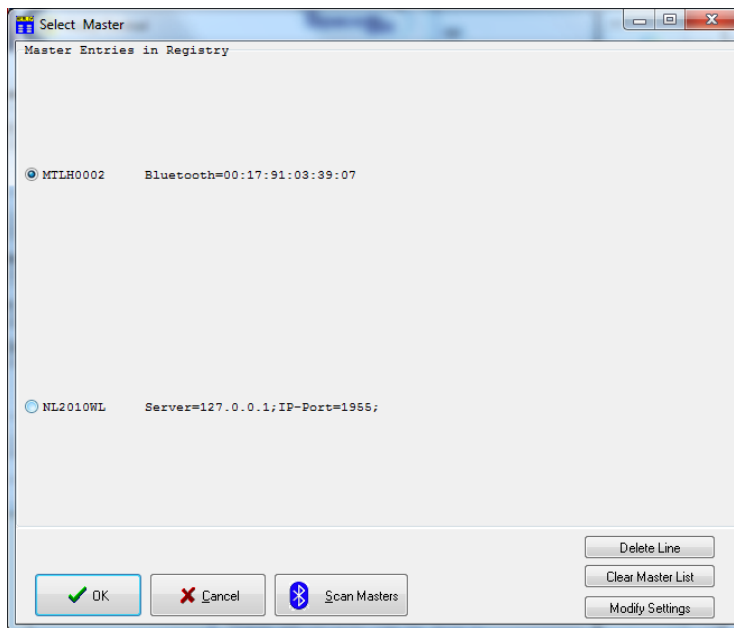 Select Master
Master Entries in Registry
MTLH0002 Bluetooth=00:17:91:03:39:07
NL2010WL Server=127.0.0.1;IP-Port=1955;
Delete Line
Clear Master List
Modify Settings
OK
Cancel
Scan Masters